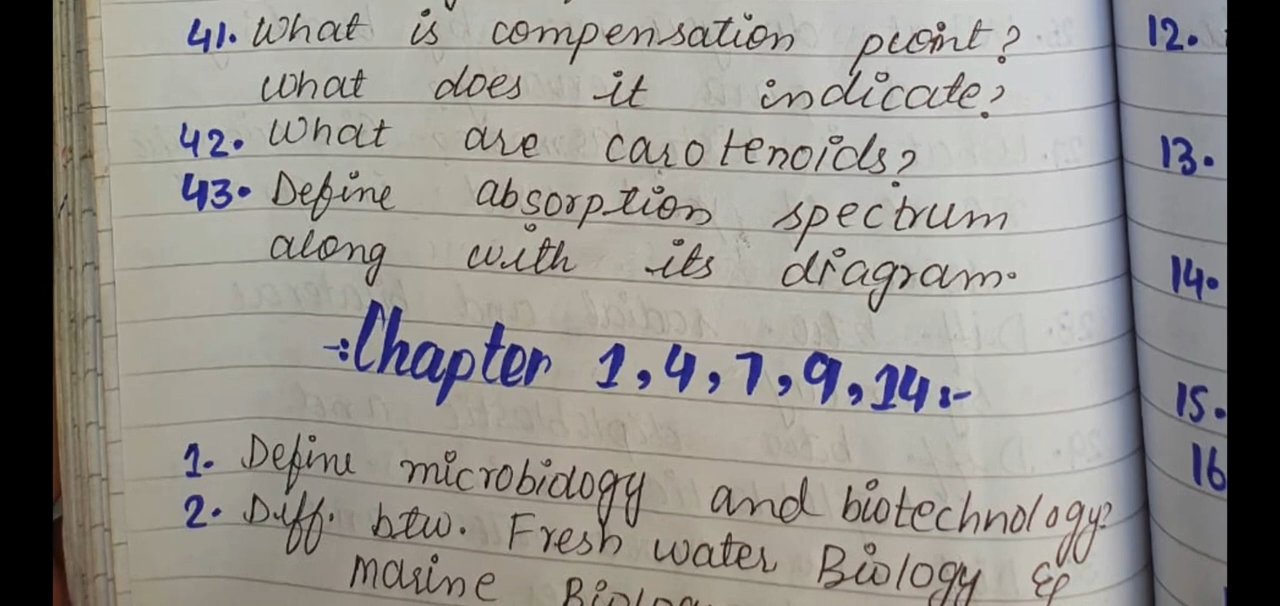 41. What is compensation point?
What does it indicate?
42. What are carotenoids?
43. Define absorption spectrum
along with its diagram.
-:Chapter 1,4,7,9,14:-
1. Define microbiology and biotechnology?
2. Diff. btw. Fresh water Biology &
marine Biology
12.
13.
14.
15.
16